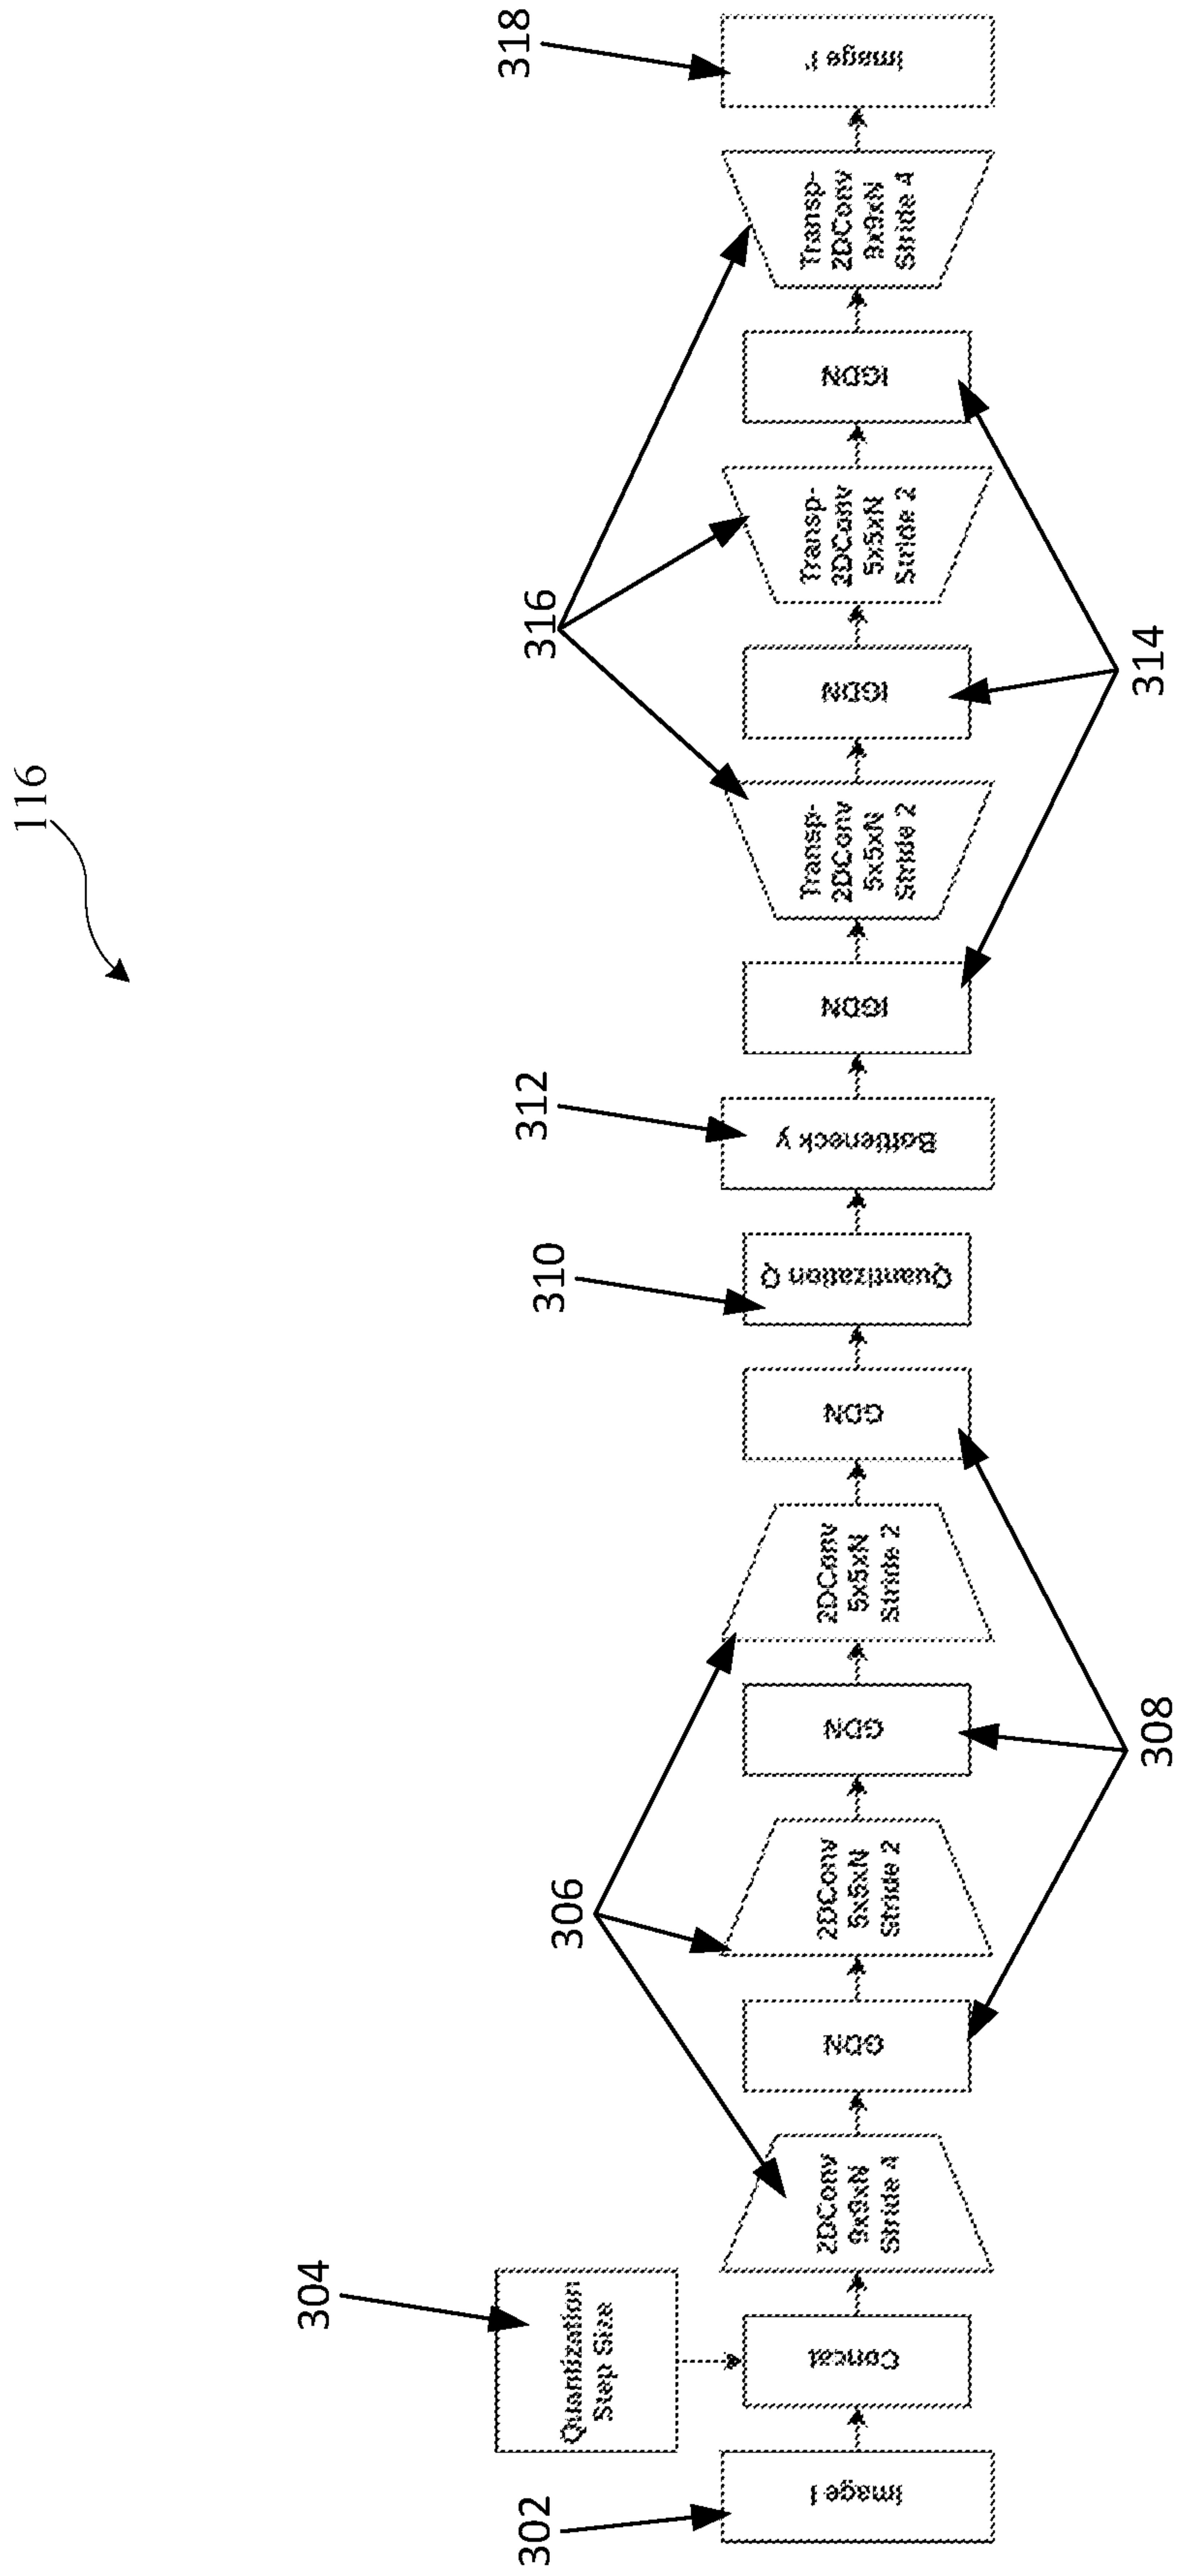 116
302
304
306
308
310
312
314
316
318
Image I
Quantization
Step Size
Concat
2DConv
9x9xN
Stride 4
GDN
2DConv
5x5xN
Stride 2
GDN
2DConv
5x5xN
Stride 2
GDN
Quantization Q
Bottleneck y
IGDN
Transp-
2DConv
5x5xN
Stride 2
IGDN
Transp-
2DConv
5x5xN
Stride 2
IGDN
Transp-
2DConv
9x9xN
Stride 4
Image I'